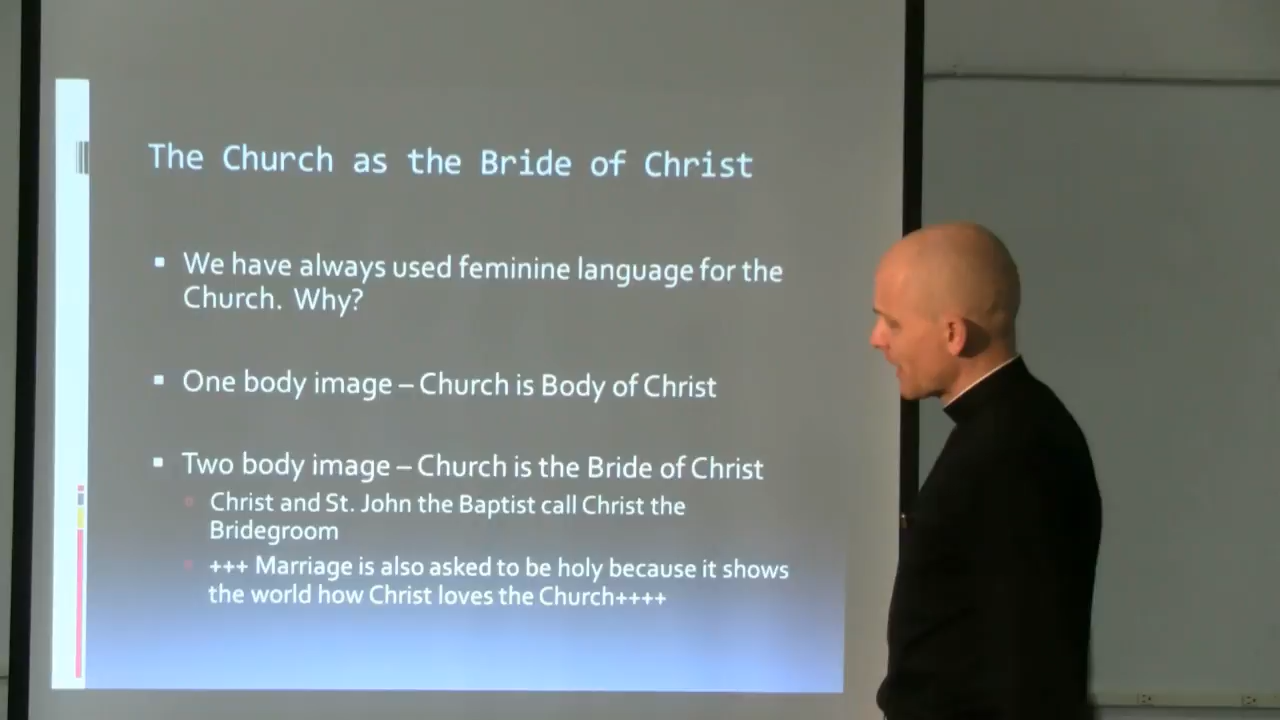 The Church as the Bride of Christ
▪ We have always used feminine language for the
Church. Why?
▪ One body image – Church is Body of Christ
▪ Two body image – Church is the Bride of Christ
▪ Christ and St. John the Baptist call Christ the
Bridegroom
▪ +++ Marriage is also asked to be holy because it shows
the world how Christ loves the Church++++